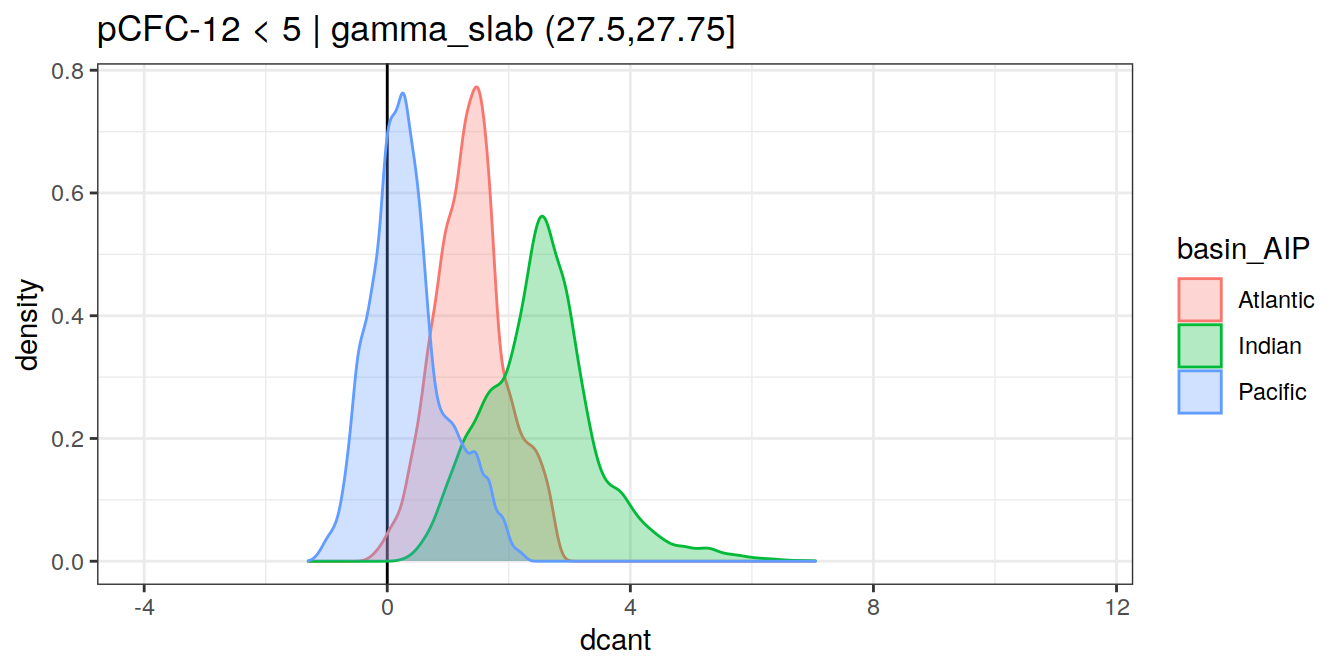 pCFC-12 < 5 | gamma_slab (27.5,27.75]
0.8
0.6
0.4
0.2
0.0
density
-4
0
4
8
12
dcant
basin_AIP
Atlantic
Indian
Pacific